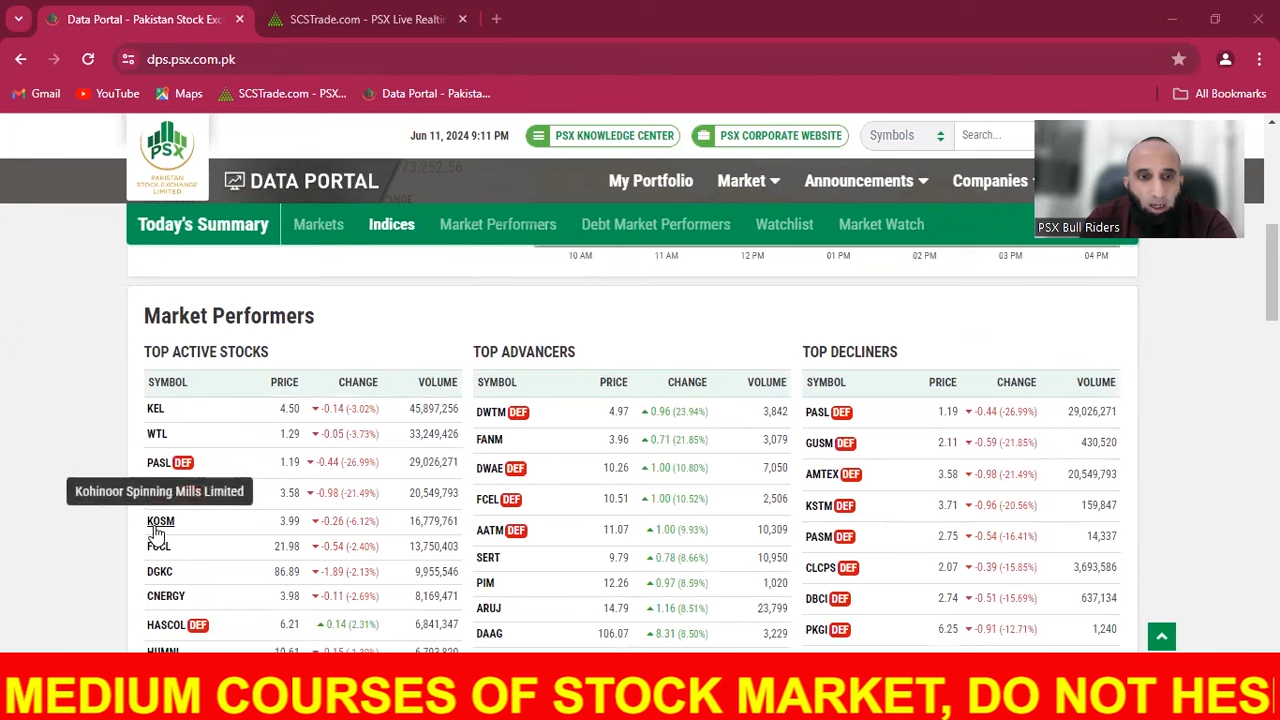 Data Portal - Pakistan Stock Exc
SCSTrade.com - PSX Live Realti
dps.psx.com.pk
Gmail
YouTube
Maps
SCSTrade.com - PSX...
Data Portal - Pakista...
All Bookmarks
PSX
PAKISTAN
STOCK EXCHANGE
LIMITED
Jun 11, 2024 9:11 PM
PSX KNOWLEDGE CENTER
PSX CORPORATE WEBSITE
Symbols
Search...
73,252.56
DATA PORTAL
My Portfolio
Market
Announcements
Companies
PSX Bull Riders
Today's Summary
Markets
Indices
Market Performers
Debt Market Performers
Watchlist
Market Watch
10 AM 11 AM 12 PM 01 PM 02 PM 03 PM 04 PM
Market Performers
TOP ACTIVE STOCKS
SYMBOL PRICE CHANGE VOLUME
KEL 4.50 -0.14 (-3.02%) 45,897,256
WTL 1.29 -0.05 (-3.73%) 33,249,426
PASL DEF 1.19 -0.44 (-26.99%) 29,026,271
Kohinoor Spinning Mills Limited
3.58 -0.98 (-21.49%) 20,549,793
KOSM 3.99 -0.26 (-6.12%) 16,779,761
21.98 -0.54 (-2.40%) 13,750,403
DGKC 86.89 -1.89 (-2.13%) 9,955,546
CNERGY 3.98 -0.11 (-2.69%) 8,169,471
HASCOL DEF 6.21 0.14 (2.31%) 6,841,347
TOP ADVANCERS
SYMBOL PRICE CHANGE VOLUME
DWTM DEF 4.97 0.96 (23.94%) 3,842
FANM 3.96 0.71 (21.85%) 3,079
DWAE DEF 10.26 1.00 (10.80%) 7,050
FCEL DEF 10.51 1.00 (10.52%) 2,506
AATM DEF 11.07 1.00 (9.93%) 10,309
SERT 9.79 0.78 (8.66%) 10,950
PIM 12.26 0.97 (8.59%) 1,020
ARUJ 14.79 1.16 (8.51%) 23,799
DAAG 106.07 8.31 (8.50%) 3,229
TOP DECLINERS
SYMBOL PRICE CHANGE VOLUME
PASL DEF 1.19 -0.44 (-26.99%) 29,026,271
GUSM DEF 2.11 -0.59 (-21.85%) 430,520
AMTEX DEF 3.58 -0.98 (-21.49%) 20,549,793
KSTM DEF 3.71 -0.96 (-20.56%) 159,847
PASM DEF 2.75 -0.54 (-16.41%) 14,337
CLCPS DEF 2.07 -0.39 (-15.85%) 3,693,586
DBCI DEF 2.74 -0.51 (-15.69%) 637,134
PKGI DEF 6.25 -0.91 (-12.71%) 1,240
MEDIUM COURSES OF STOCK MARKET, DO NOT HES